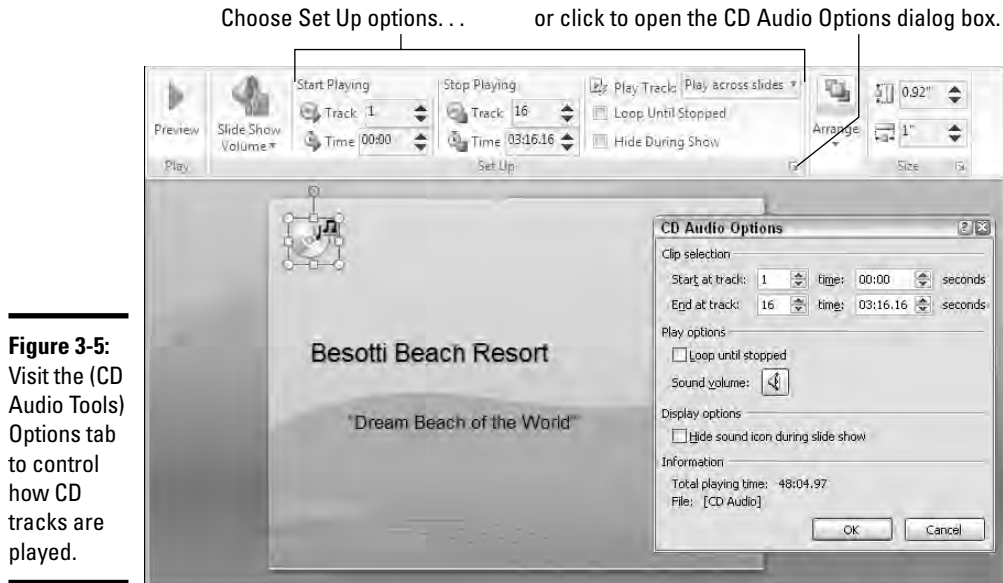 Choose Set Up options. . .
or click to open the CD Audio Options dialog box.
Start Playing
Stop Playing
Play Track: Play across slides
Track 1
Track 16
Loop Until Stopped
Time 00:00
Time 03:16.16
Hide During Show
Preview
Slide Show
Volume
Arrange
0.92"
1"
Play
Set Up
Size
CD Audio Options
Clip selection
Start at track: 1 time: 00:00 seconds
End at track: 16 time: 03:16.16 seconds
Play options
Loop until stopped
Sound volume:
Display options
Hide sound icon during slide show
Information
Total playing time: 48:04.97
File: [CD Audio]
OK
Cancel
Besotti Beach Resort
"Dream Beach of the World"
Figure 3-5:
Visit the (CD
Audio Tools)
Options tab
to control
how CD
tracks are
played.